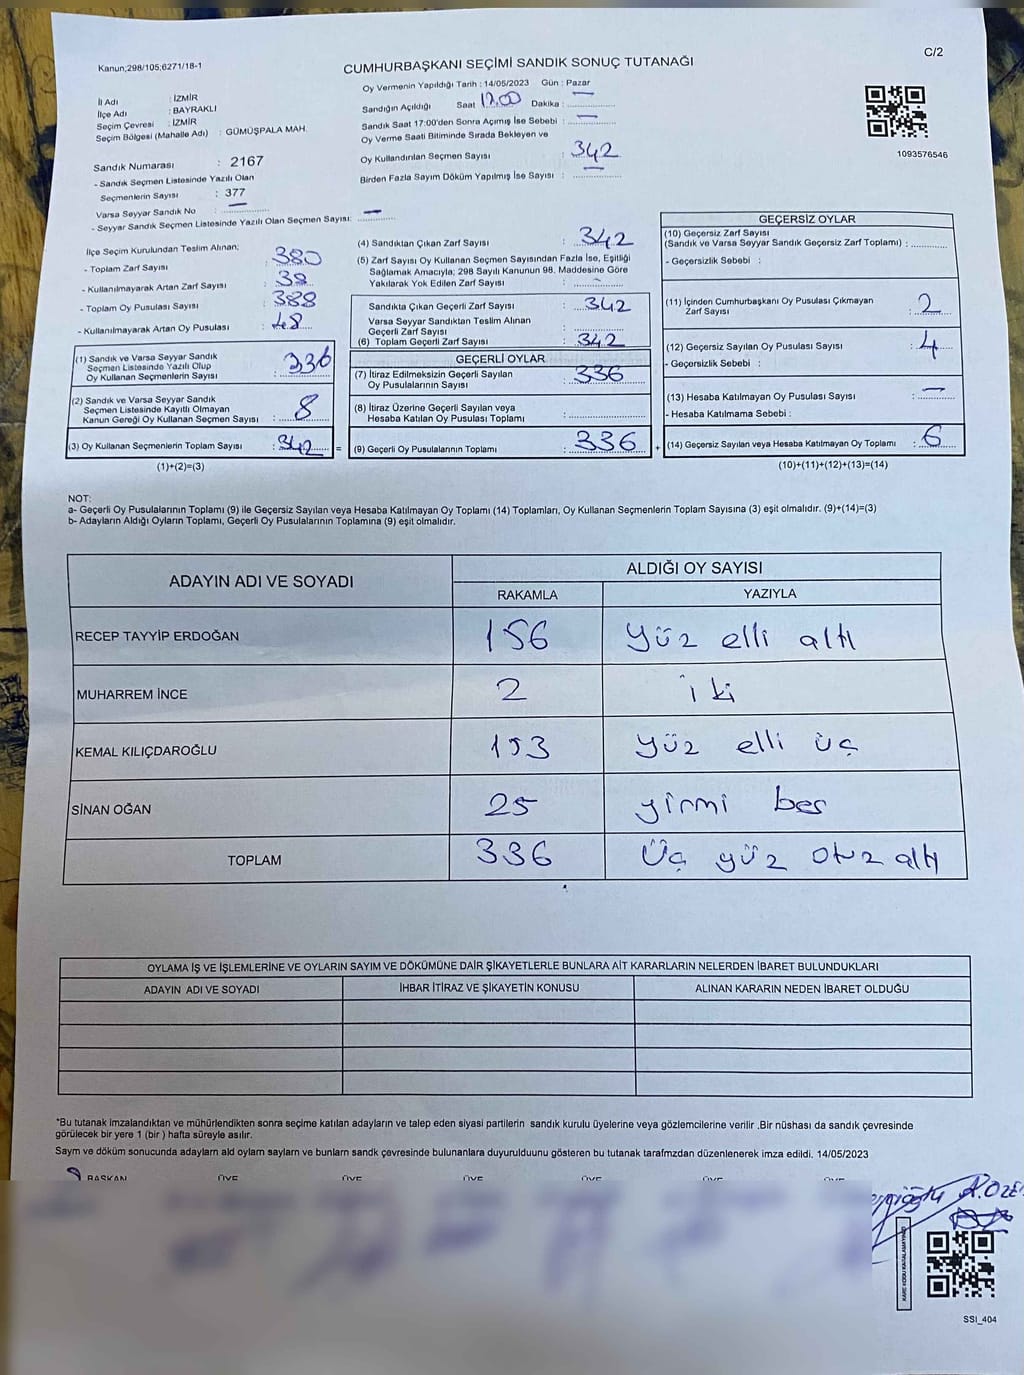 C/2
Kanun;298/105;6271/18-1
CUMHURBAŞKANI SEÇİMİ SANDIK SONUÇ TUTANAĞI
Oy Vermenin Yapıldığı Tarih : 14/05/2023 Gün : Pazar
İl Adı : İZMİR
İlçe Adı : BAYRAKLI
Seçim Çevresi : İZMİR
Seçim Bölgesi (Mahalle Adı) : GÜMÜŞPALA MAH.
Sandığın Açıldığı Saat 17.00 Dakika : —
Sandık Saat 17:00'den Sonra Açımış İse Sebebi : —
Oy Verme Saati Bitiminde Sırada Bekleyen ve
Oy Kullandırılan Seçmen Sayısı : 342
Birden Fazla Sayım Döküm Yapılmış İse Sayısı : —
1093576546
Sandık Numarası : 2167
- Sandık Seçmen Listesinde Yazılı Olan
Seçmenlerin Sayısı : 377
Varsa Seyyar Sandık No : —
- Seyyar Sandık Seçmen Listesinde Yazılı Olan Seçmen Sayısı: —
İlçe Seçim Kurulundan Teslim Alınan;
- Toplam Zarf Sayısı : 380
- Kullanılmayarak Artan Zarf Sayısı : 38
- Toplam Oy Pusulası Sayısı : 388
- Kullanılmayarak Artan Oy Pusulası : 48
(1) Sandık ve Varsa Seyyar Sandık
Seçmen Listesinde Yazılı Olup
Oy Kullanan Seçmenlerin Sayısı : 336
(2) Sandık ve Varsa Seyyar Sandık
Seçmen Listesinde Kayıtlı Olmayan
Kanun Gereği Oy Kullanan Seçmen Sayısı : 8
(3) Oy Kullanan Seçmenlerin Toplam Sayısı : 342 =
(1)+(2)=(3)
(4) Sandıktan Çıkan Zarf Sayısı : 342
(5) Zarf Sayısı Oy Kullanan Seçmen Sayısından Fazla İse, Eşitliği
Sağlamak Amacıyla; 298 Sayılı Kanunun 98. Maddesine Göre
Yakılarak Yok Edilen Zarf Sayısı :
Sandıkta Çıkan Geçerli Zarf Sayısı : 342
Varsa Seyyar Sandıktan Teslim Alınan
Geçerli Zarf Sayısı :
(6) Toplam Geçerli Zarf Sayısı : 342
GEÇERLİ OYLAR
(7) İtiraz Edilmeksizin Geçerli Sayılan
Oy Pusulalarının Sayısı : 336
(8) İtiraz Üzerine Geçerli Sayılan veya
Hesaba Katılan Oy Pusulası Toplamı :
(9) Geçerli Oy Pusulalarının Toplamı : 336 +
GEÇERSİZ OYLAR
(10) Geçersiz Zarf Sayısı
(Sandık ve Varsa Seyyar Sandık Geçersiz Zarf Toplamı) :
- Geçersizlik Sebebi :
(11) İçinden Cumhurbaşkanı Oy Pusulası Çıkmayan
Zarf Sayısı : 2
(12) Geçersiz Sayılan Oy Pusulası Sayısı : 4
- Geçersizlik Sebebi :
(13) Hesaba Katılmayan Oy Pusulası Sayısı : —
- Hesaba Katılmama Sebebi :
(14) Geçersiz Sayılan veya Hesaba Katılmayan Oy Toplamı : 6
(10)+(11)+(12)+(13)=(14)
NOT:
a- Geçerli Oy Pusulalarının Toplamı (9) ile Geçersiz Sayılan veya Hesaba Katılmayan Oy Toplamı (14) Toplamları, Oy Kullanan Seçmenlerin Toplam Sayısına (3) eşit olmalıdır. (9)+(14)=(3)
b- Adayların Aldığı Oyların Toplamı, Geçerli Oy Pusulalarının Toplamına (9) eşit olmalıdır.
ADAYIN ADI VE SOYADI ALDIĞI OY SAYISI
RAKAMLA YAZIYLA
RECEP TAYYİP ERDOĞAN 156 yüz elli altı
MUHARREM İNCE 2 iki
KEMAL KILIÇDAROĞLU 153 yüz elli üç
SİNAN OĞAN 25 yirmi beş
TOPLAM 336 Üç yüz otuz altı
OYLAMA İŞ VE İŞLEMLERİNE VE OYLARIN SAYIM VE DÖKÜMÜNE DAİR ŞİKAYETLERLE BUNLARA AİT KARARLARIN NELERDEN İBARET BULUNDUKLARI
ADAYIN ADI VE SOYADI İHBAR İTİRAZ VE ŞİKAYETİN KONUSU ALINAN KARARIN NEDEN İBARET OLDUĞU
*Bu tutanak imzalandıktan ve mühürlendikten sonra seçime katılan adayların ve talep eden siyasi partilerin sandık kurulu üyelerine veya gözlemcilerine verilir .Bir nüshası da sandık çevresinde
görülecek bir yere 1 (bir ) hafta süreyle asılır.
Saym ve döküm sonucunda adaylarn ald oylarn saylarn ve bunlarn sandk çevresinde bulunanlara duyurulduunu gösteren bu tutanak tarafmzdan düzenlenerek imza edildi. 14/05/2023
BAŞKAN ÜYE ÜYE ÜYE ÜYE ÜYE ÜYE
SSI_404